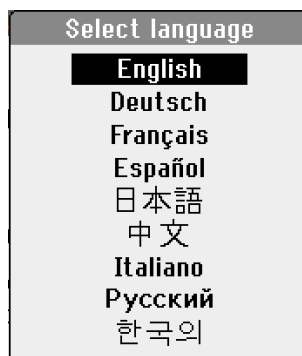 Select language
English
Deutsch
Français
Español
日本語
中文
Italiano
Русский
한국의